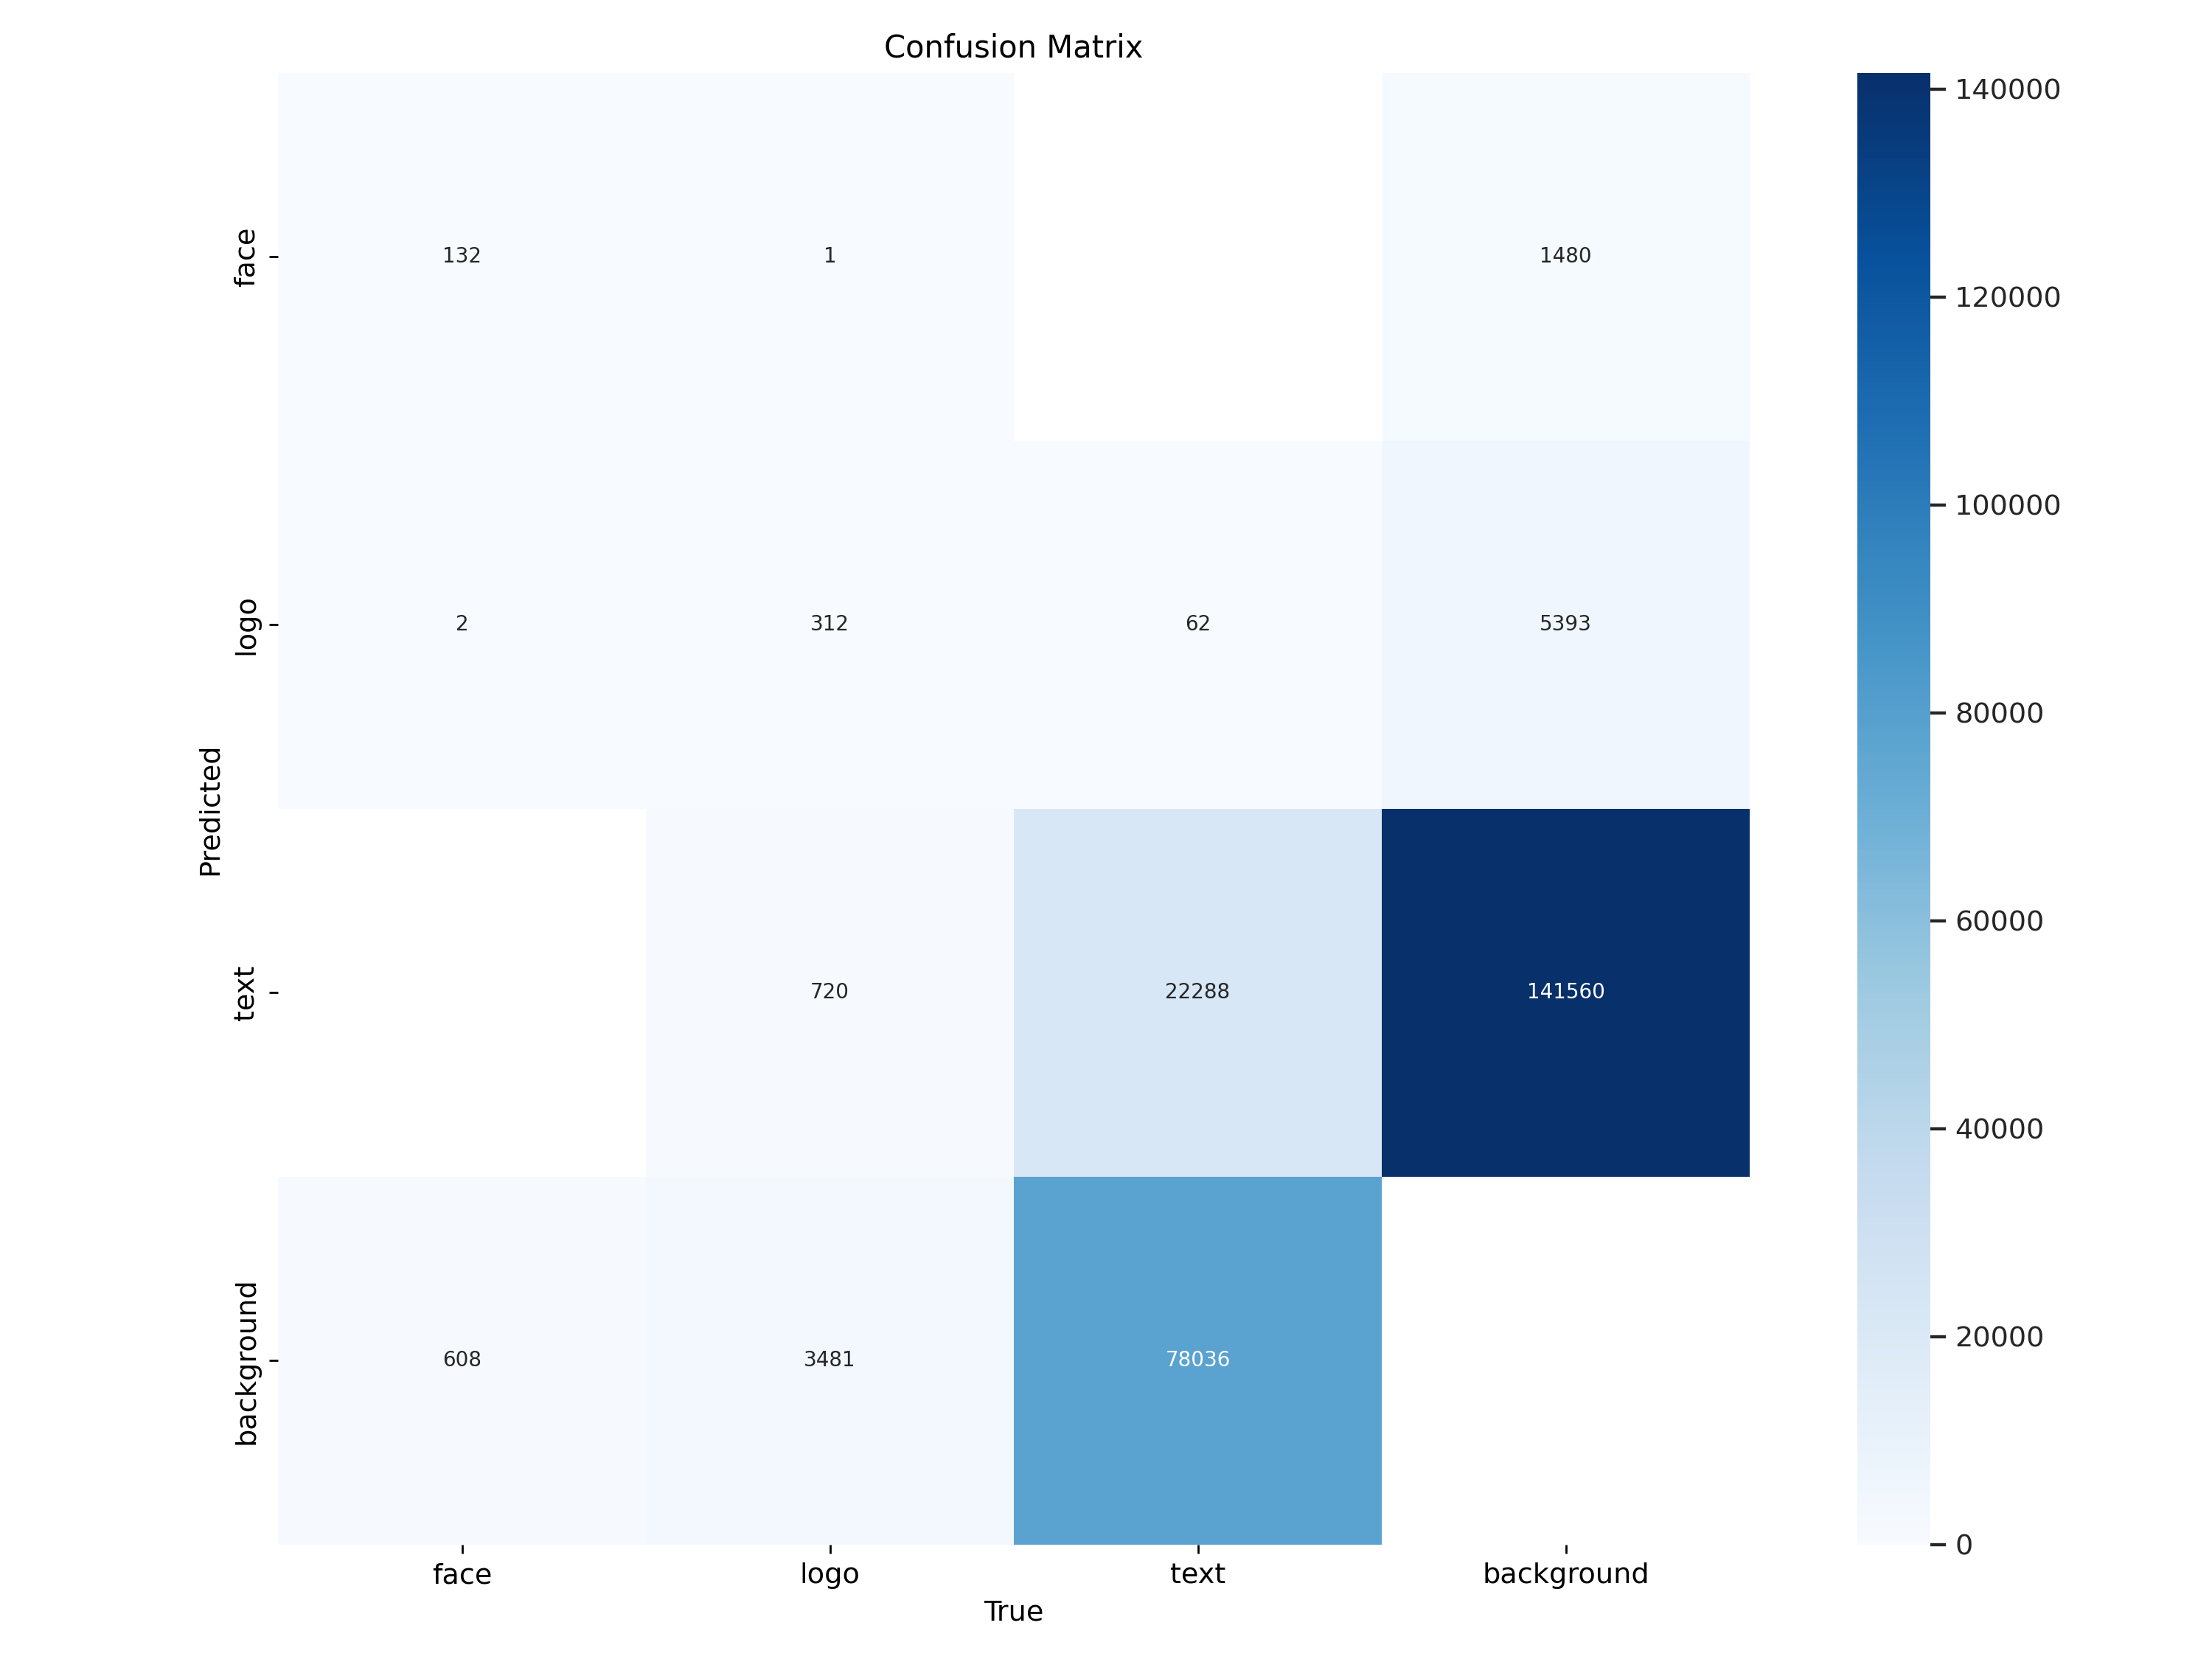 Confusion Matrix
face
132
1
1480
logo
2
312
62
5393
text
720
22288
141560
background
608
3481
78036
Predicted
face
logo
text
background
True
140000
120000
100000
80000
60000
40000
20000
0